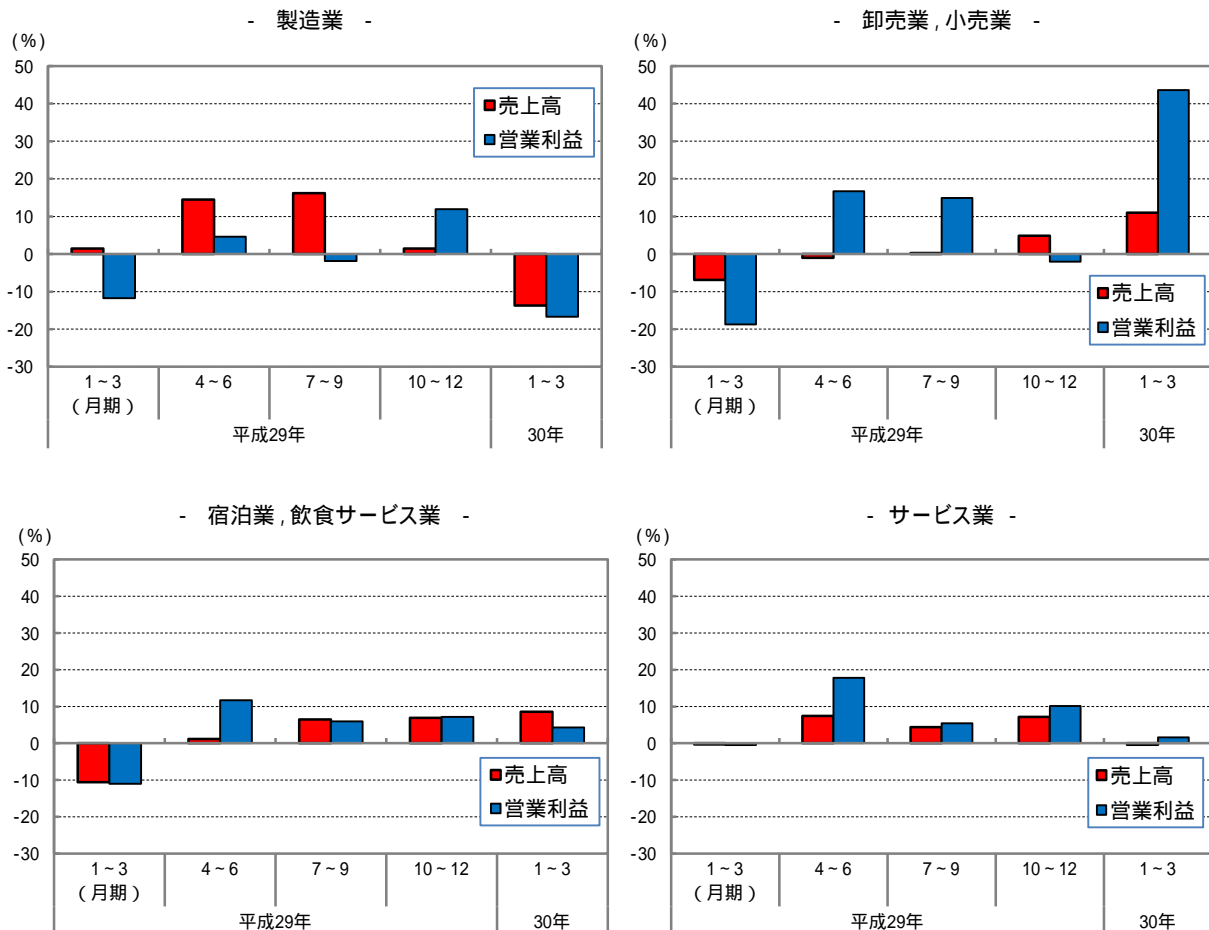 - 製造業 -
(%)
50
40
30
20
10
0
-10
-20
-30
売上高
営業利益
1～3 4～6 7～9 10～12 1～3
（月期）
平成29年 30年
- 卸売業,小売業 -
(%)
50
40
30
20
10
0
-10
-20
-30
売上高
営業利益
1～3 4～6 7～9 10～12 1～3
（月期）
平成29年 30年
- 宿泊業,飲食サービス業 -
(%)
50
40
30
20
10
0
-10
-20
-30
売上高
営業利益
1～3 4～6 7～9 10～12 1～3
（月期）
平成29年 30年
- サービス業 -
(%)
50
40
30
20
10
0
-10
-20
-30
売上高
営業利益
1～3 4～6 7～9 10～12 1～3
（月期）
平成29年 30年